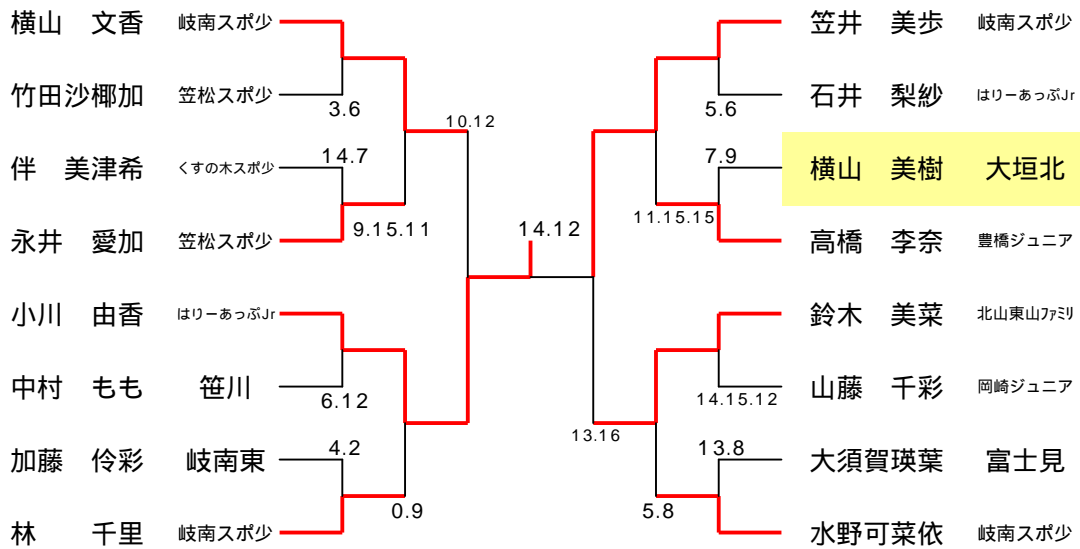 横山　文香 岐南スポ少
3.6
竹田沙椰加 笠松スポ少
10.12
伴　美津希 くすの木スポ少
14.7
9.15.11
永井　愛加 笠松スポ少
14.12
小川　由香 はりーあっぷJr
6.12
中村　もも 笹川
加藤　伶彩 岐南東
4.2
0.9
林　千里 岐南スポ少
笠井　美歩 岐南スポ少
5.6
石井　梨紗 はりーあっぷJr
7.9
横山　美樹 大垣北
11.15.15
高橋　李奈 豊橋ジュニア
鈴木　美菜 北山東山ファミリ
14.15.12
山藤　千彩 岡崎ジュニア
13.16
13.8
大須賀瑛葉 富士見
5.8
水野可菜依 岐南スポ少